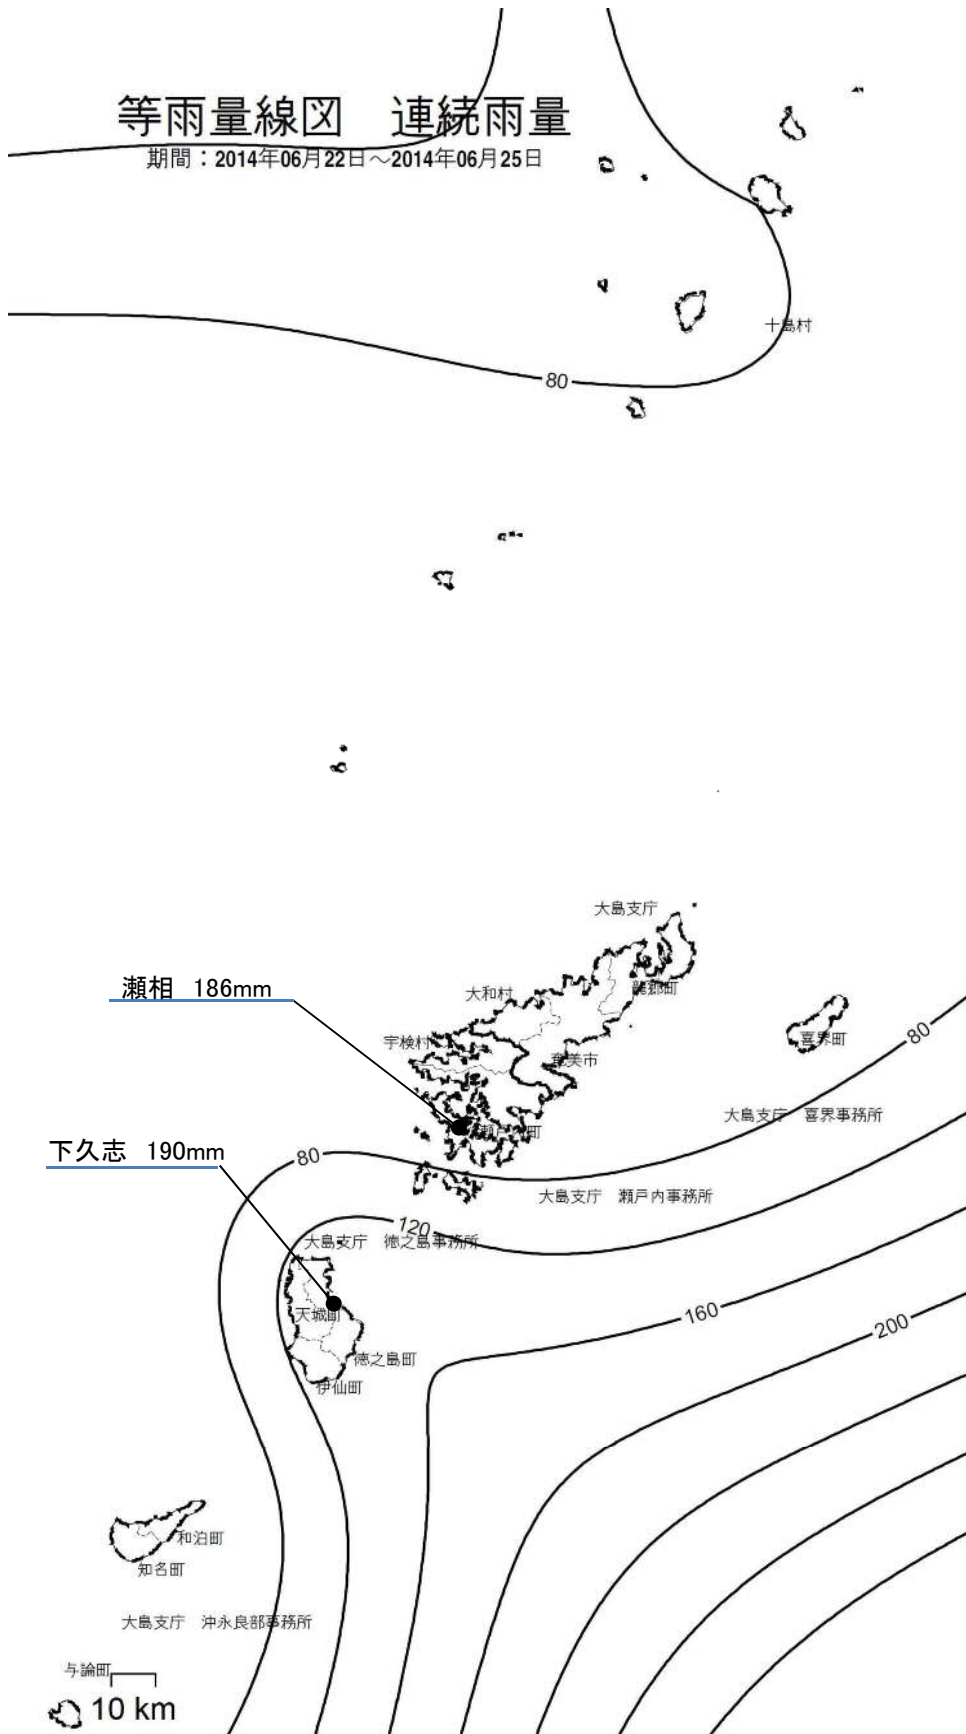 等雨量線図　連続雨量
期間：2014年06月22日～2014年06月25日
十島村
80
大島支庁
瀬相　186mm
大和村
龍郷町
宇検村
奄美市
喜界町
80
大島支庁　喜界事務所
瀬戸内町
下久志　190mm
80
大島支庁　瀬戸内事務所
120
大島支庁　徳之島事務所
天城町
160
200
徳之島町
伊仙町
和泊町
知名町
大島支庁　沖永良部事務所
与論町
10 km